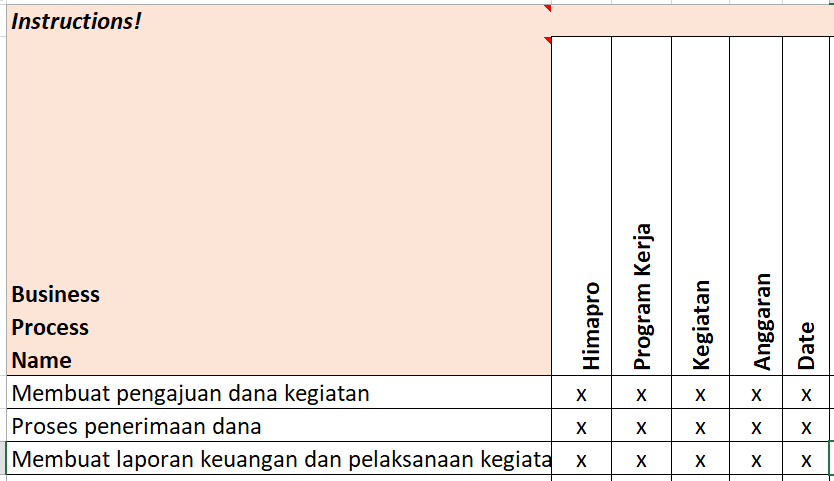 Instructions!
Himapro
Program Kerja
Kegiatan
Anggaran
Date
Business
Process
Name
Membuat pengajuan dana kegiatan x x x x x
Proses penerimaan dana x x x x x
Membuat laporan keuangan dan pelaksanaan kegiata x x x x x